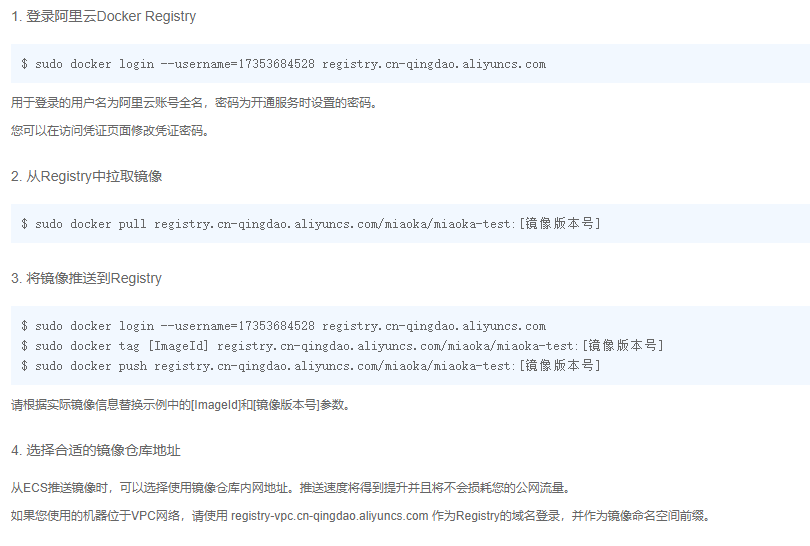 1. 登录阿里云Docker Registry
$ sudo docker login --username=17353684528 registry.cn-qingdao.aliyuncs.com
用于登录的用户名为阿里云账号全名，密码为开通服务时设置的密码。
您可以在访问凭证页面修改凭证密码。
2. 从Registry中拉取镜像
$ sudo docker pull registry.cn-qingdao.aliyuncs.com/miaoka/miaoka-test:[镜像版本号]
3. 将镜像推送到Registry
$ sudo docker login --username=17353684528 registry.cn-qingdao.aliyuncs.com
$ sudo docker tag [ImageId] registry.cn-qingdao.aliyuncs.com/miaoka/miaoka-test:[镜像版本号]
$ sudo docker push registry.cn-qingdao.aliyuncs.com/miaoka/miaoka-test:[镜像版本号]
请根据实际镜像信息替换示例中的[ImageId]和[镜像版本号]参数。
4. 选择合适的镜像仓库地址
从ECS推送镜像时，可以选择使用镜像仓库内网地址。推送速度将得到提升并且将不会损耗您的公网流量。
如果您使用的机器位于VPC网络，请使用 registry-vpc.cn-qingdao.aliyuncs.com 作为Registry的域名登录，并作为镜像命名空间前缀。